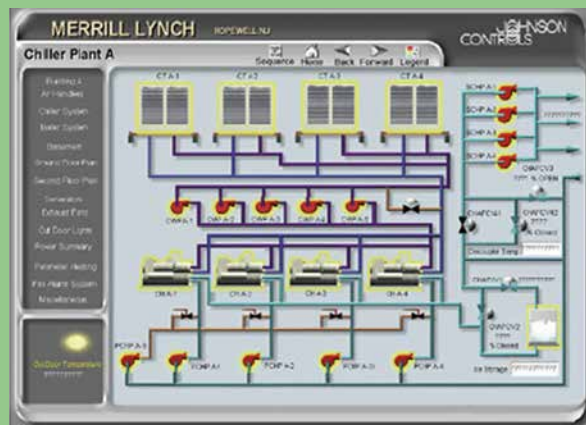 MERRILL LYNCH HOPEWELL NJ
JOHNSON
CONTROLS
Chiller Plant A
Sequence Home Back Forward Legend
Building A
Air Handlers
Chiller System
Boiler System
Basement
Ground Floor Plan
Second Floor Plan
Generators
Exhaust Fans
Out Door Lights
Power Summary
Perimeter Heating
Fire Alarm System
Miscellaneous
OutDoor Temperature
CT A-1
CT A-2
CT A-3
CT A-4
SCHP A-1
SCHP A-2
SCHP A-3
SCHP A-4
CHAPCV3
????. % OPEN
CWP A-1
CWP A-2
CWP A-3
CWP A-4
CWP A-5
????
% Closed
Decoupler Temp
CH A-1
CH A-2
CH A-3
CH A-4
CHAPCV2
????
% Closed
PCHP A-5
PCHP A-1
PCHP A-2
PCHP A-3
PCHP A-4
Ice Storage